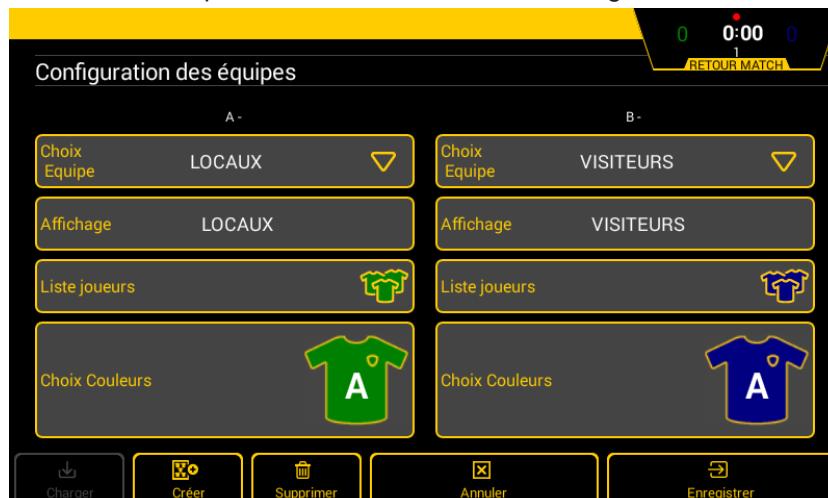 0 0:00 0
1
RETOUR MATCH
Configuration des équipes
A - B -
Choix Equipe LOCAUX
Choix Equipe VISITEURS
Affichage LOCAUX
Affichage VISITEURS
Liste joueurs
Liste joueurs
Choix Couleurs A
Choix Couleurs A
Charger Créer Supprimer Annuler Enregistrer